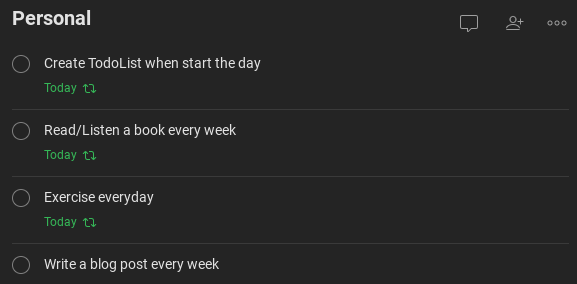 Personal
Create TodoList when start the day
Today
Read/Listen a book every week
Today
Exercise everyday
Today
Write a blog post every week